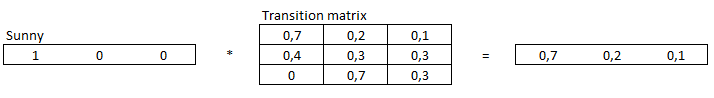 Transition matrix
Sunny
0,7 0,2 0,1
1 0 0 * 0,4 0,3 0,3 = 0,7 0,2 0,1
0 0,7 0,3